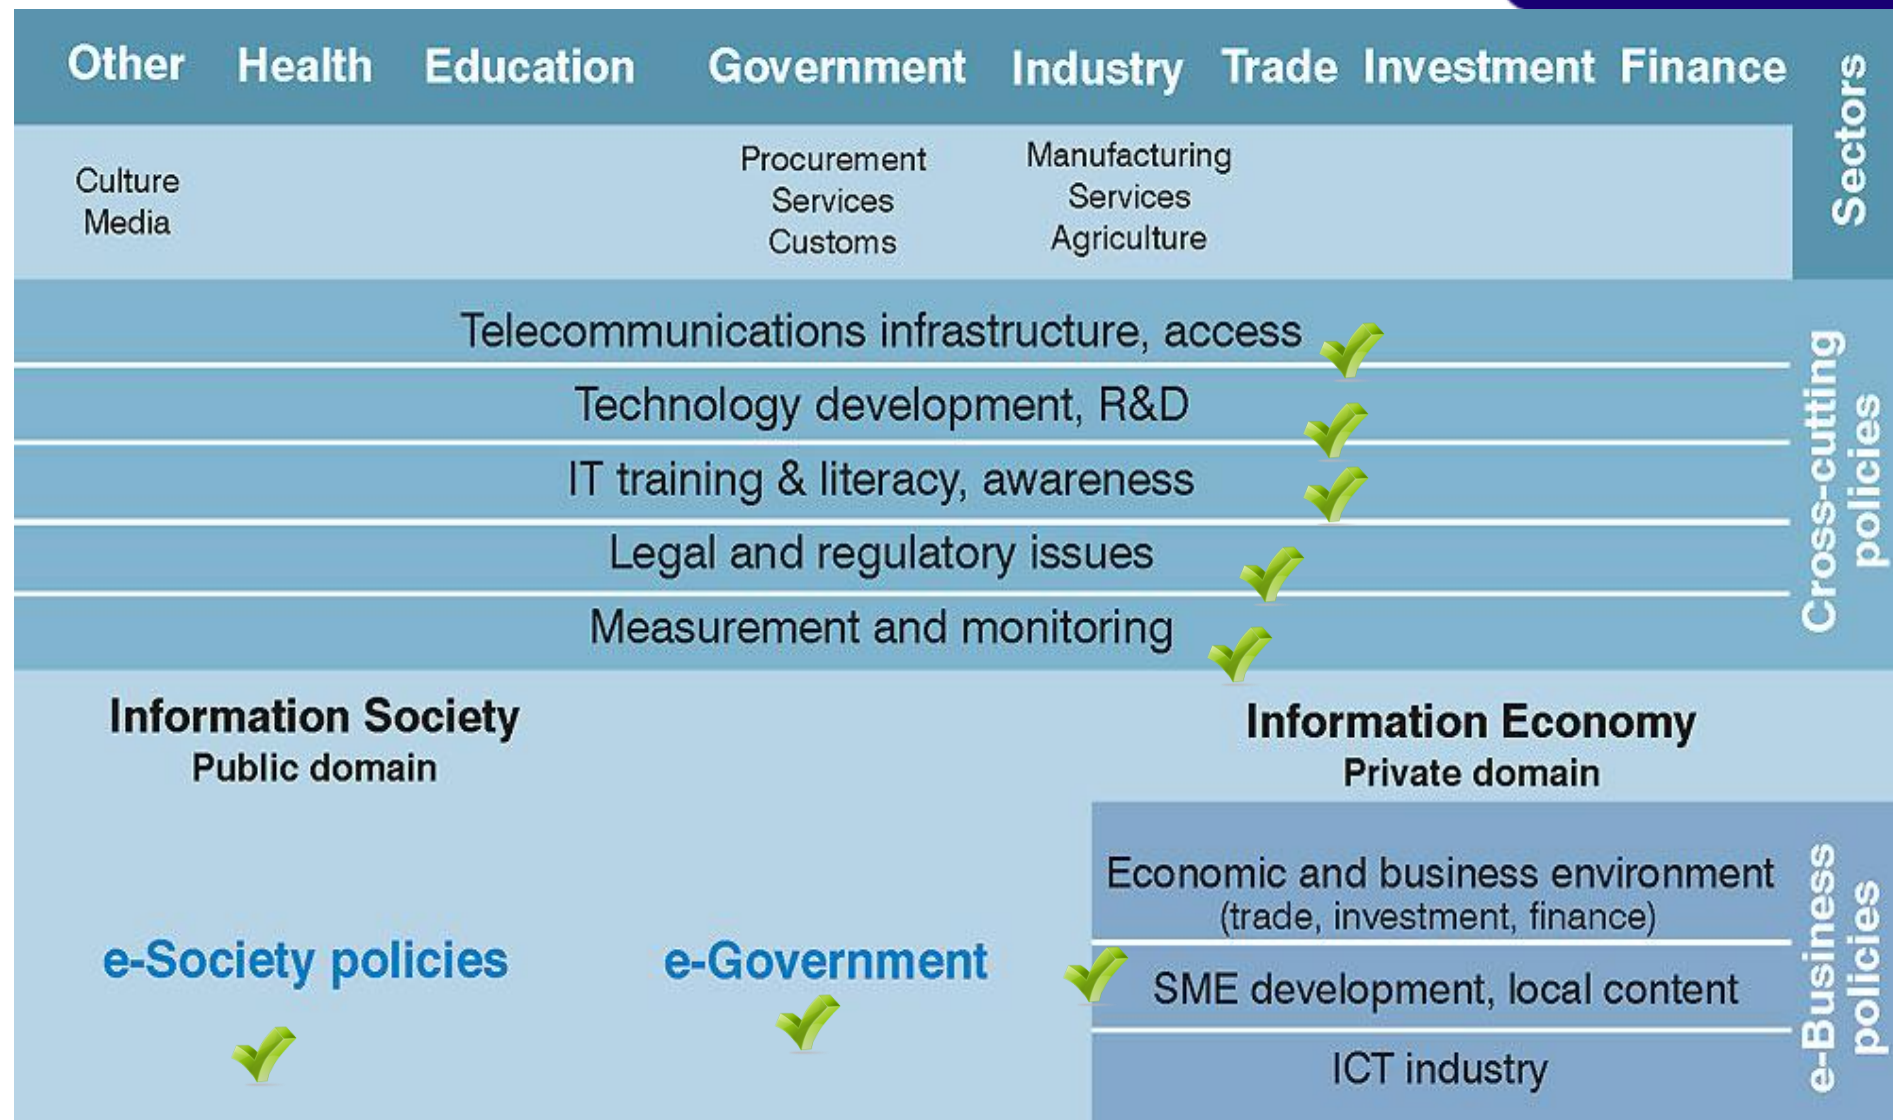 Other Health Education Government Industry Trade Investment Finance
Sectors
Culture
Media
Procurement
Services
Customs
Manufacturing
Services
Agriculture
Telecommunications infrastructure, access
Technology development, R&D
IT training & literacy, awareness
Legal and regulatory issues
Measurement and monitoring
Cross-cutting
policies
Information Society
Public domain
Information Economy
Private domain
e-Society policies
e-Government
Economic and business environment
(trade, investment, finance)
SME development, local content
ICT industry
e-Business
policies